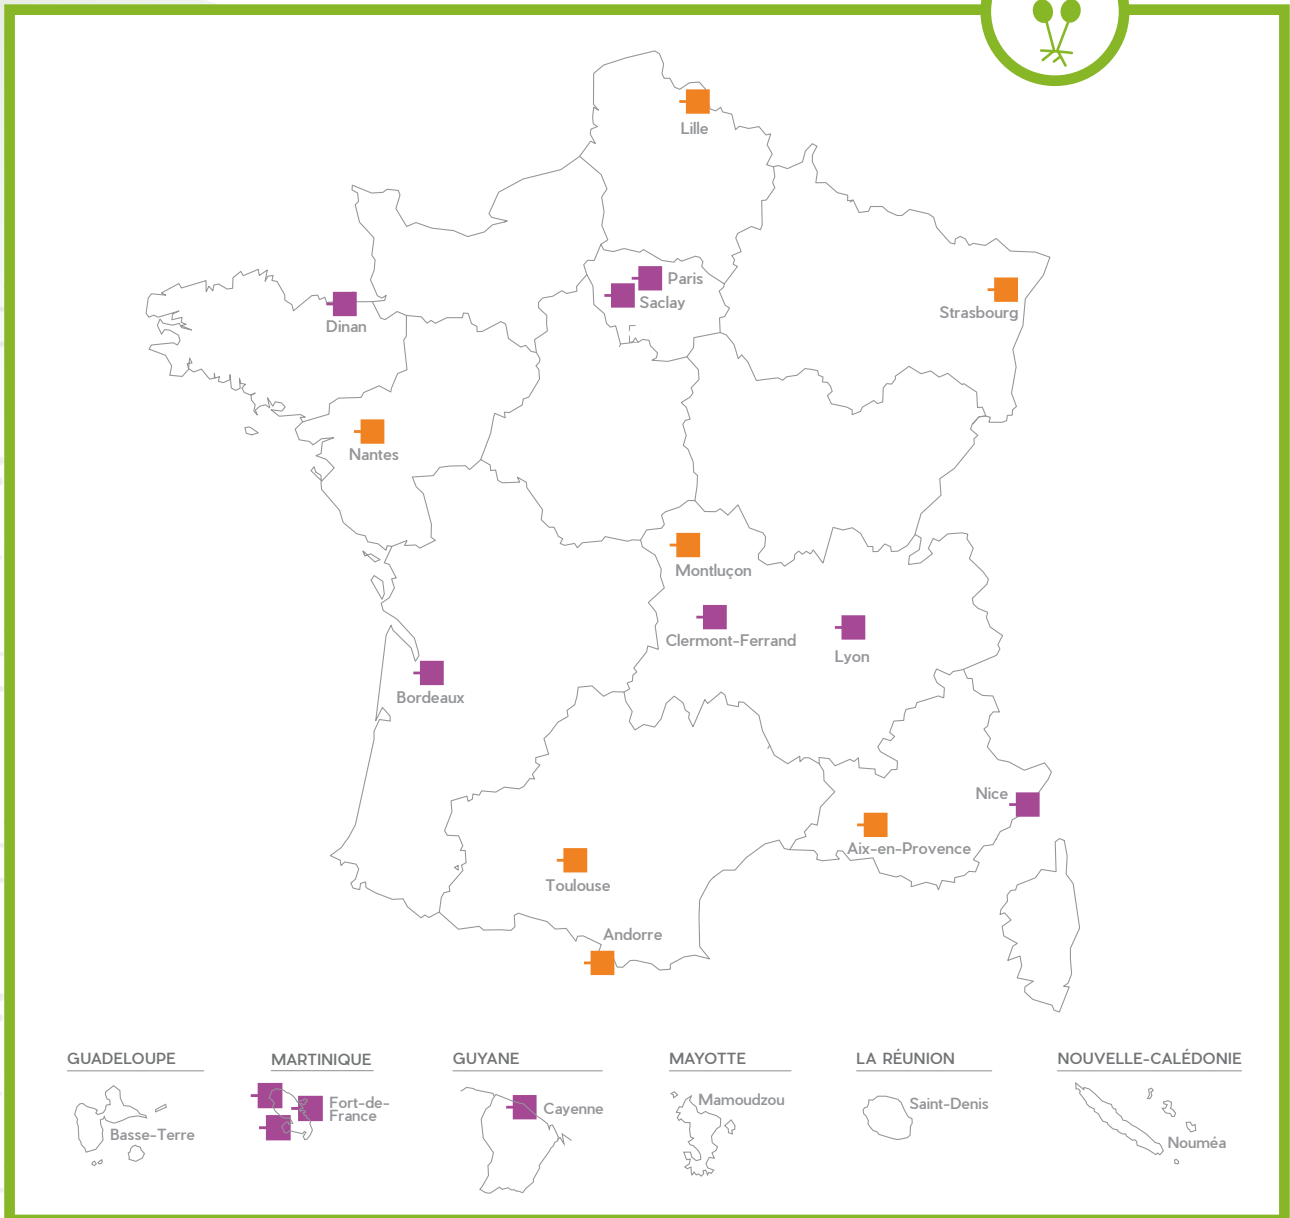 Lille
Paris
Saclay
Strasbourg
Dinan
Nantes
Montluçon
Clermont-Ferrand
Lyon
Bordeaux
Nice
Aix-en-Provence
Toulouse
Andorre
GUADELOUPE
Basse-Terre
MARTINIQUE
Fort-de-
France
GUYANE
Cayenne
MAYOTTE
Mamoudzou
LA RÉUNION
Saint-Denis
NOUVELLE-CALÉDONIE
Nouméa